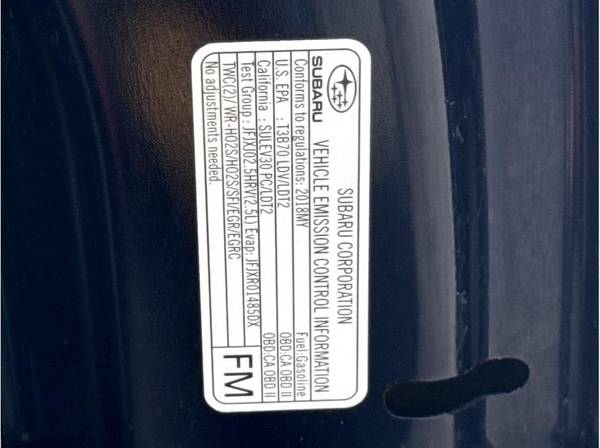 SUBARU
SUBARU CORPORATION
VEHICLE EMISSION CONTROL INFORMATION
Conforms to regulations: 2018MY Fuel:Gasoline
U.S. EPA : T3B70 LDV/LDT2 OBD:CA OBD II
California : SULEV30 PC/LDT2 OBD:CA OBD II
Test Group : JFJXJ02.5HRV(2.5L) Evap: JFJXR01485DX
TWC(2)/ WR-HO2S/HO2S/SFI/EGR/EGRC
No adjustments needed.
FM